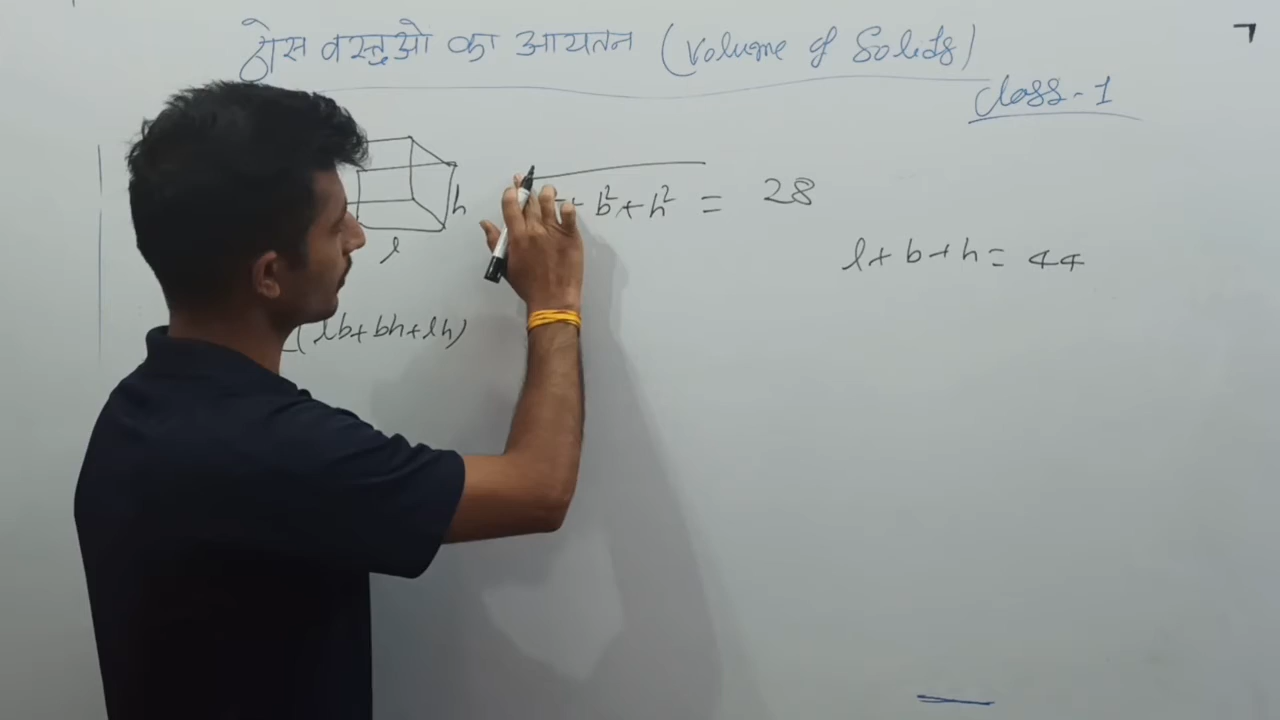 ठोस वस्तुओ का आयतन (Volume of Solids)
Class-1
h
l
+ b² + h² = 28
l + b + h = 44
(lb + bh + lh)